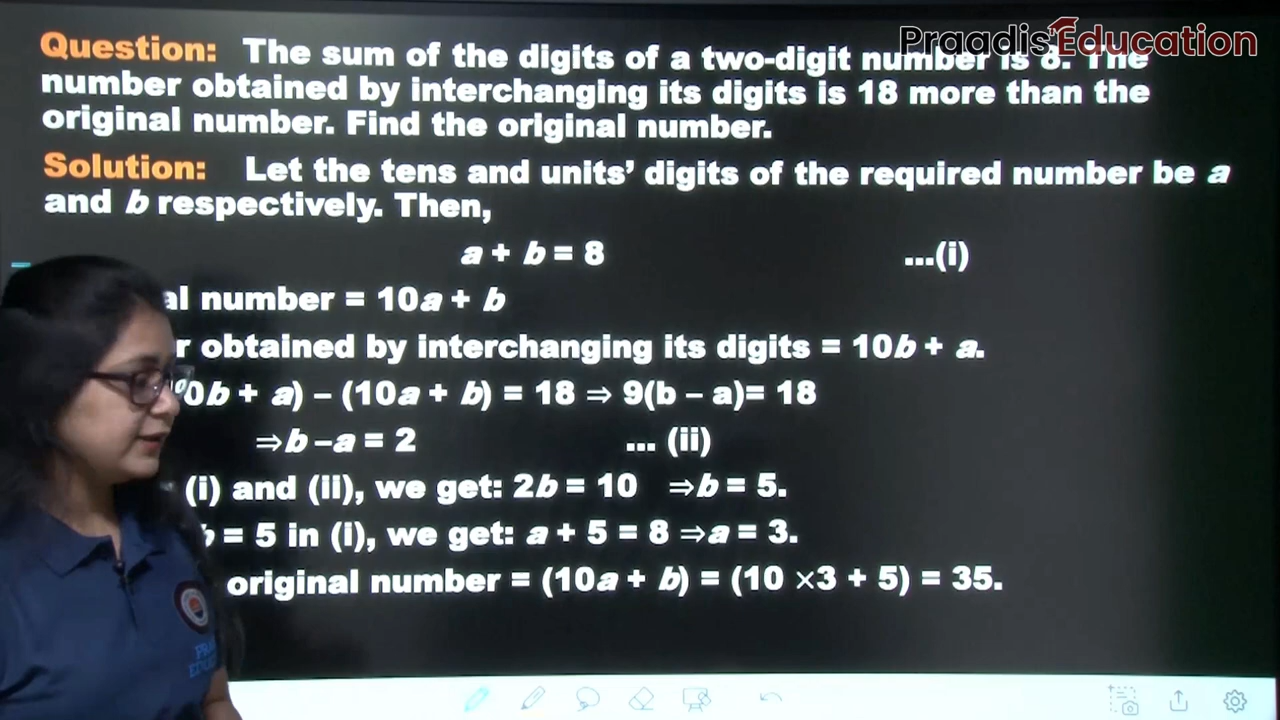 Praadis Education
Question: The sum of the digits of a two-digit number is 8. The
number obtained by interchanging its digits is 18 more than the
original number. Find the original number.
Solution: Let the tens and units’ digits of the required number be a
and b respectively. Then,
a + b = 8 ...(i)
al number = 10a + b
r obtained by interchanging its digits = 10b + a.
0b + a) – (10a + b) = 18 ⇒ 9(b – a)= 18
⇒b –a = 2 ... (ii)
(i) and (ii), we get: 2b = 10 ⇒b = 5.
b = 5 in (i), we get: a + 5 = 8 ⇒a = 3.
original number = (10a + b) = (10 ×3 + 5) = 35.